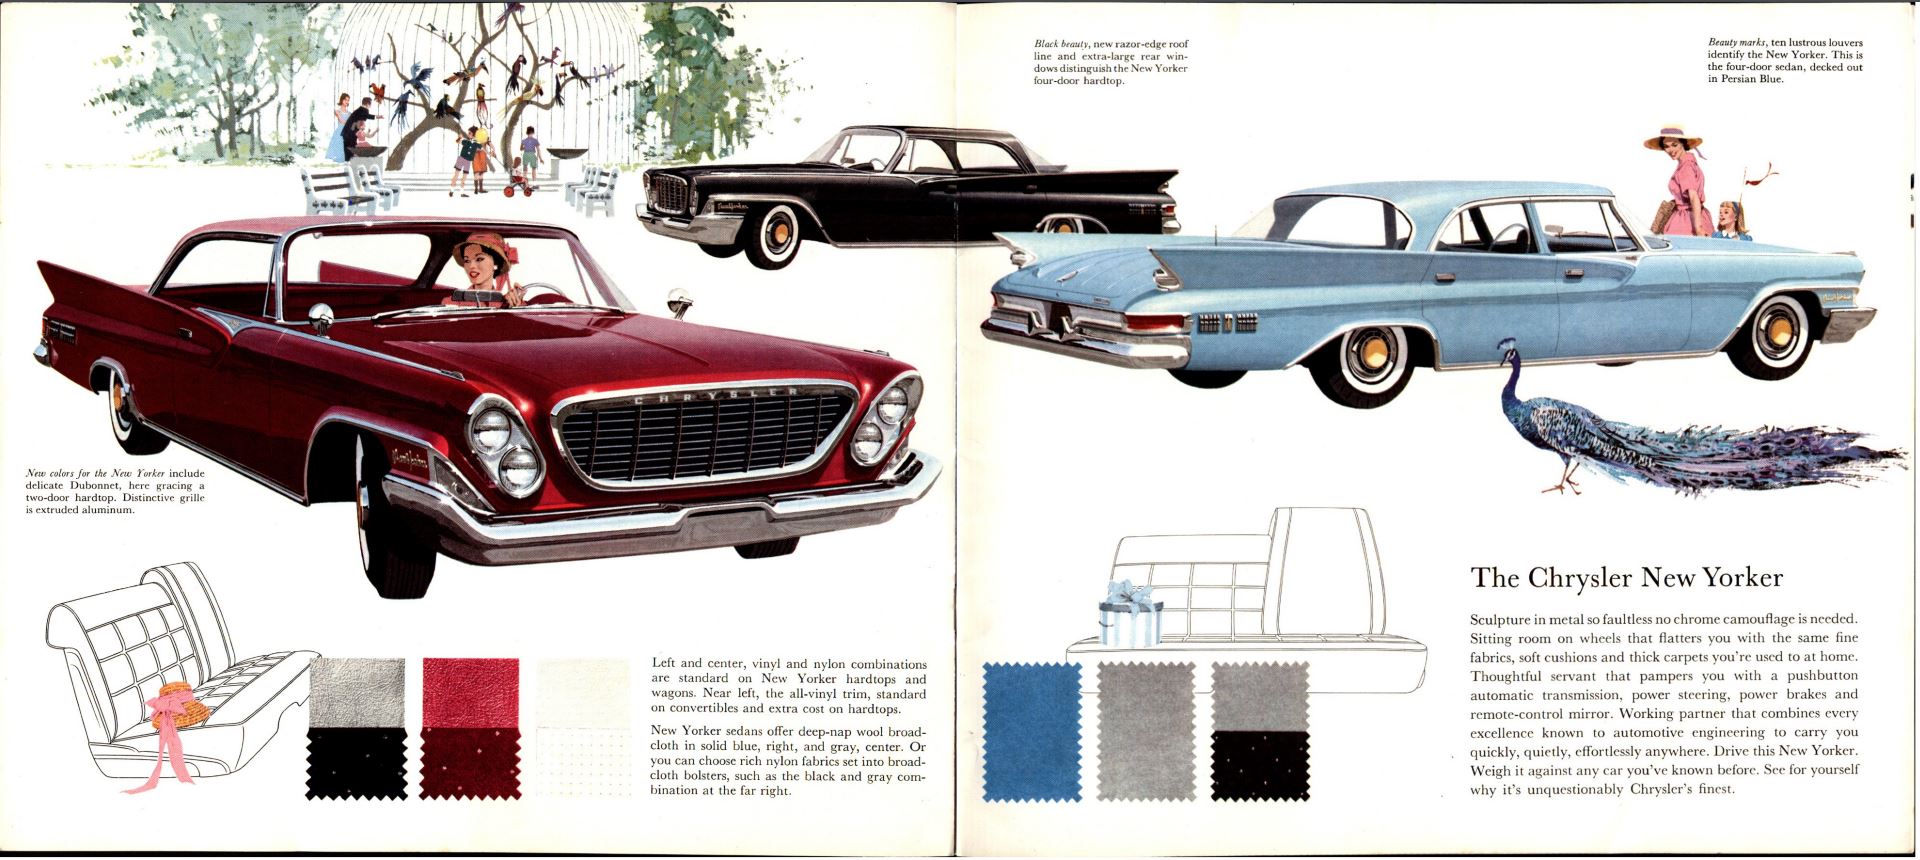 Black beauty, new razor-edge roof
line and extra-large rear win-
dows distinguish the New Yorker
four-door hardtop.
Beauty marks, ten lustrous louvers
identify the New Yorker. This is
the four-door sedan, decked out
in Persian Blue.
CHRYSLER
New Yorker
New colors for the New Yorker include
delicate Dubonnet, here gracing a
two-door hardtop. Distinctive grille
is extruded aluminum.
Left and center, vinyl and nylon combinations
are standard on New Yorker hardtops and
wagons. Near left, the all-vinyl trim, standard
on convertibles and extra cost on hardtops.
New Yorker sedans offer deep-nap wool broad-
cloth in solid blue, right, and gray, center. Or
you can choose rich nylon fabrics set into broad-
cloth bolsters, such as the black and gray com-
bination at the far right.
The Chrysler New Yorker
Sculpture in metal so faultless no chrome camouflage is needed.
Sitting room on wheels that flatters you with the same fine
fabrics, soft cushions and thick carpets you're used to at home.
Thoughtful servant that pampers you with a pushbutton
automatic transmission, power steering, power brakes and
remote-control mirror. Working partner that combines every
excellence known to automotive engineering to carry you
quickly, quietly, effortlessly anywhere. Drive this New Yorker.
Weigh it against any car you've known before. See for yourself
why it's unquestionably Chrysler's finest.